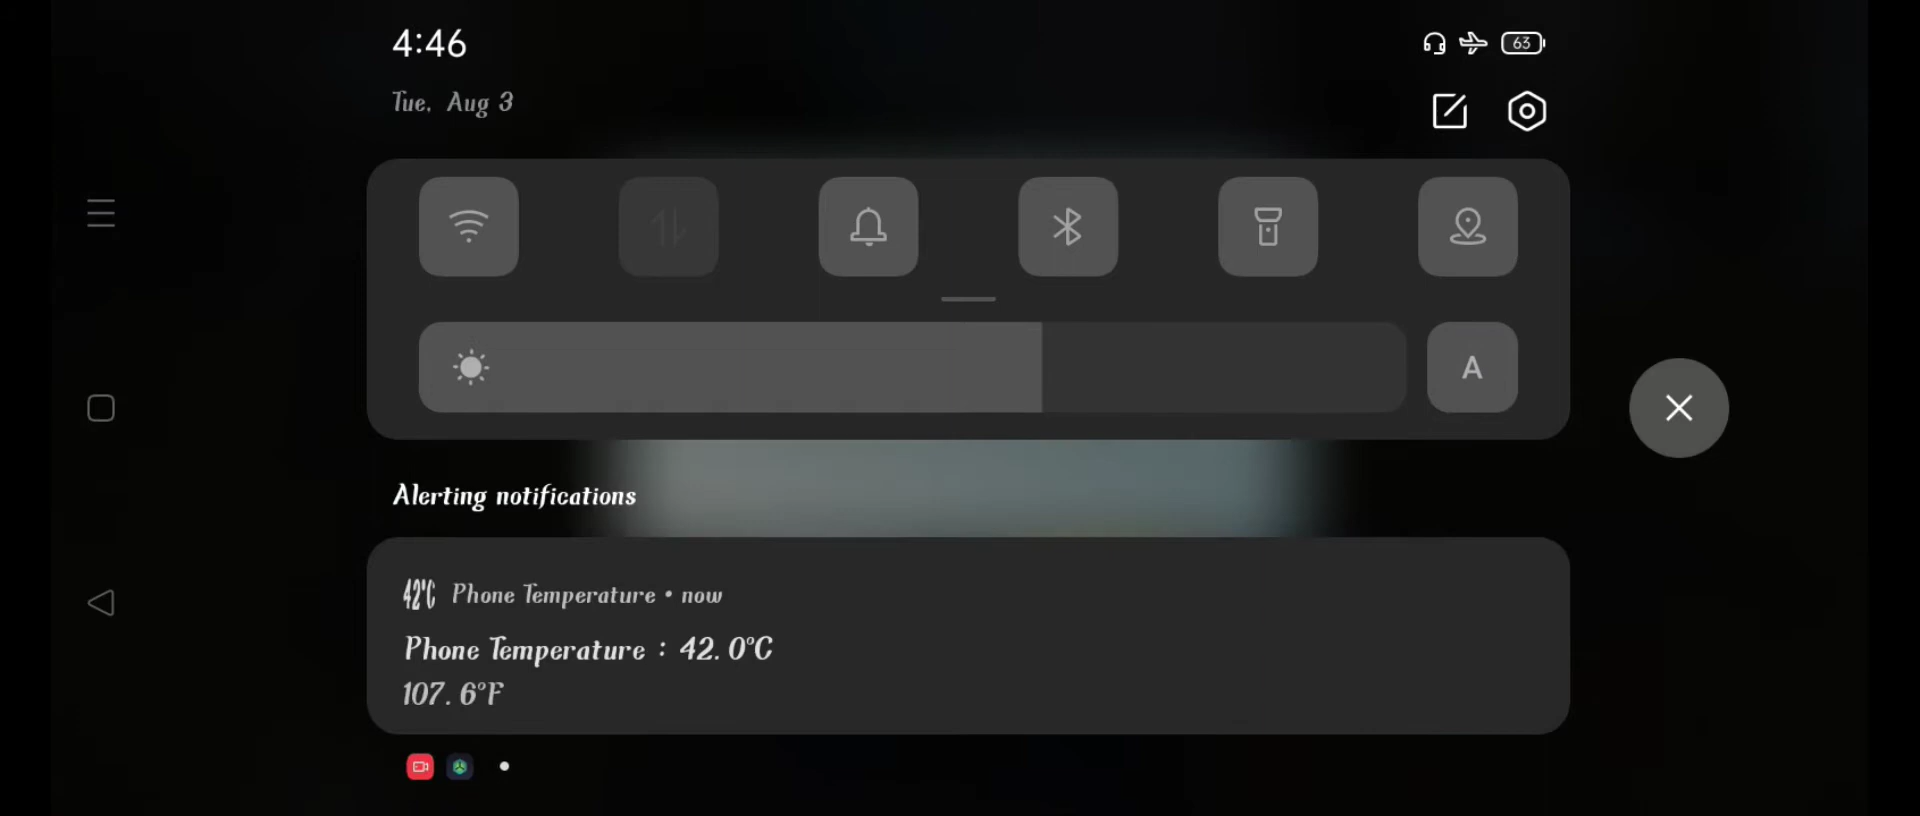 4:46
63
Tue, Aug 3
A
Alerting notifications
42°C Phone Temperature • now
Phone Temperature : 42.0°C
107.6°F